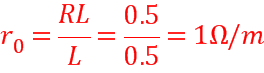 r₀ = RL/L = 0.5/0.5 = 1Ω/m